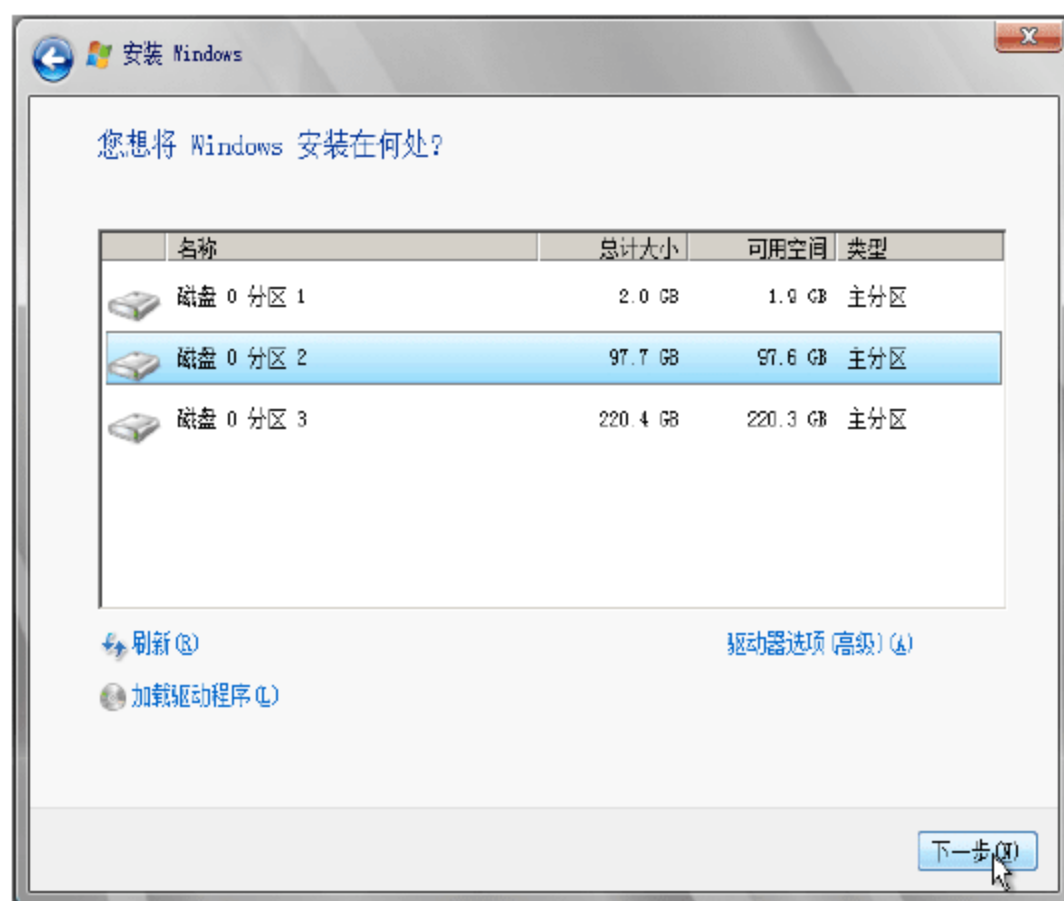 安装 Windows
您想将 Windows 安装在何处?
名称 总计大小 可用空间 类型
磁盘 0 分区 1 2.0 GB 1.9 GB 主分区
磁盘 0 分区 2 97.7 GB 97.6 GB 主分区
磁盘 0 分区 3 220.4 GB 220.3 GB 主分区
刷新(R) 驱动器选项(高级)(A)
加载驱动程序(L)
下一步(N)